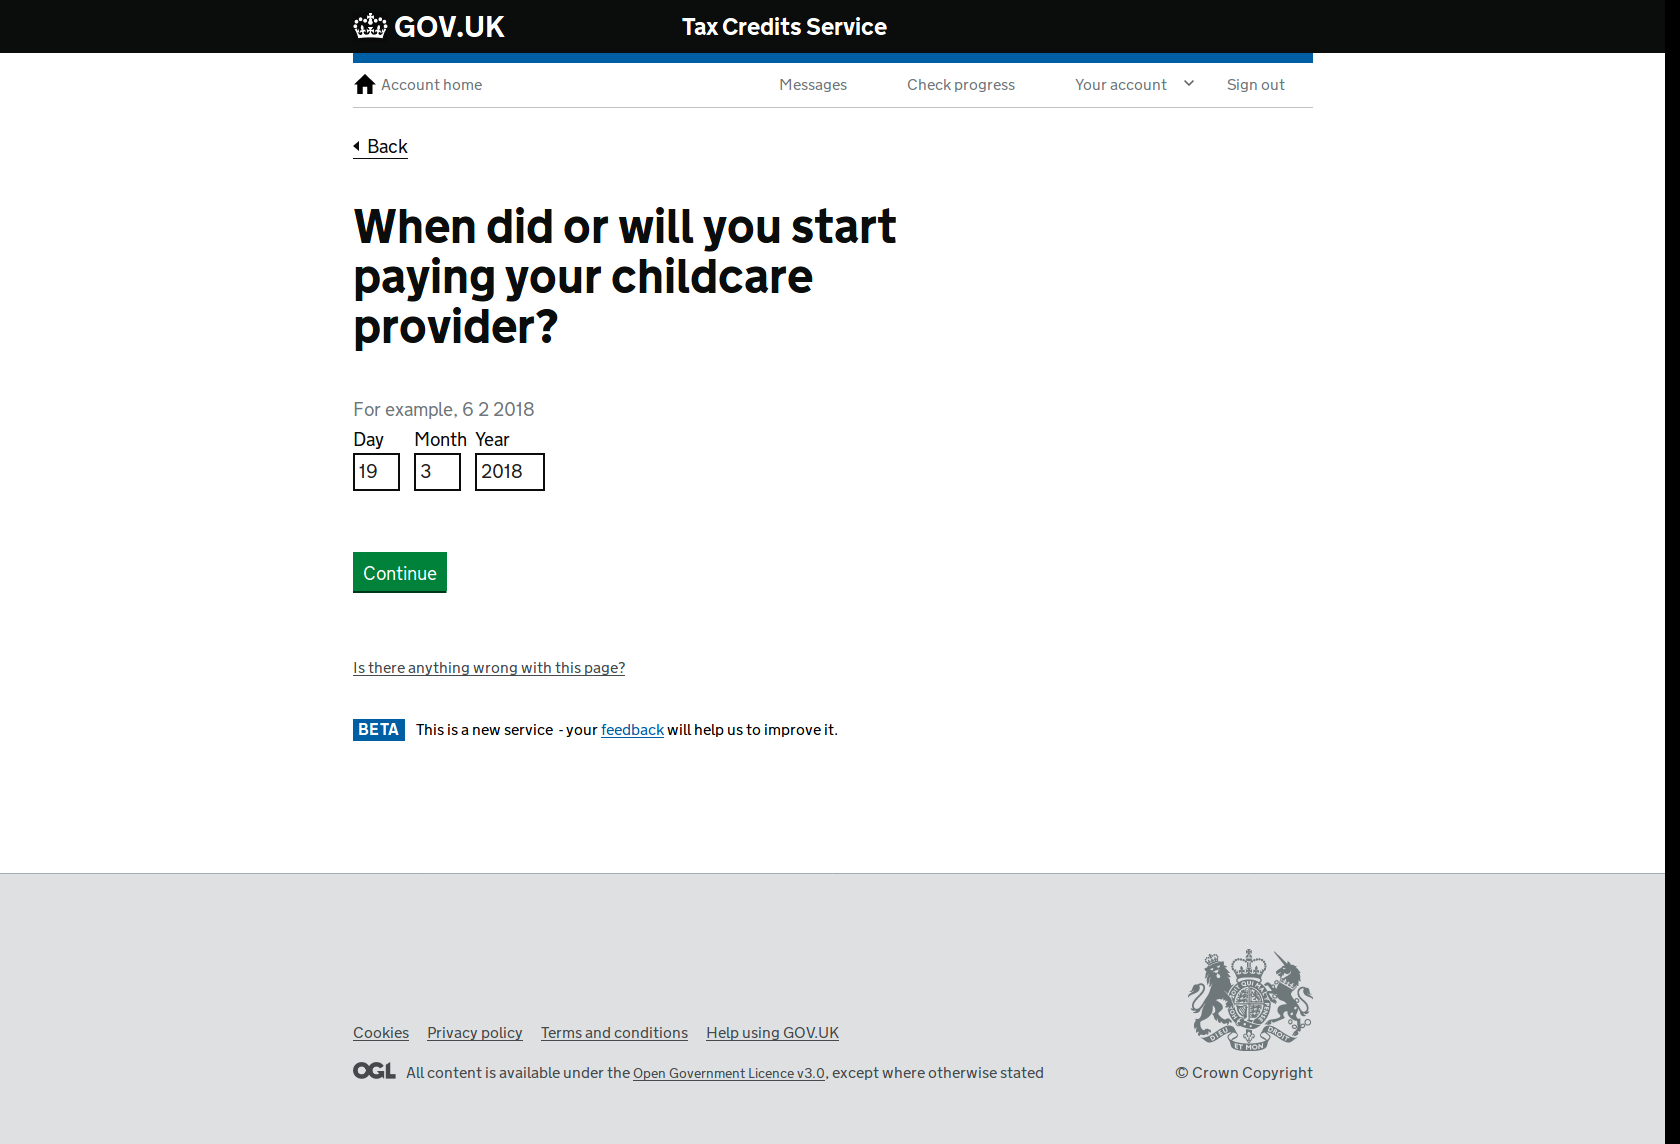 GOV.UK
Tax Credits Service
Account home
Messages
Check progress
Your account
Sign out
Back
When did or will you start
paying your childcare
provider?
For example, 6 2 2018
Day Month Year
19 3 2018
Continue
Is there anything wrong with this page?
BETA This is a new service - your feedback will help us to improve it.
Cookies Privacy policy Terms and conditions Help using GOV.UK
OGL All content is available under the Open Government Licence v3.0, except where otherwise stated
DIEU ET MON DROIT
© Crown Copyright